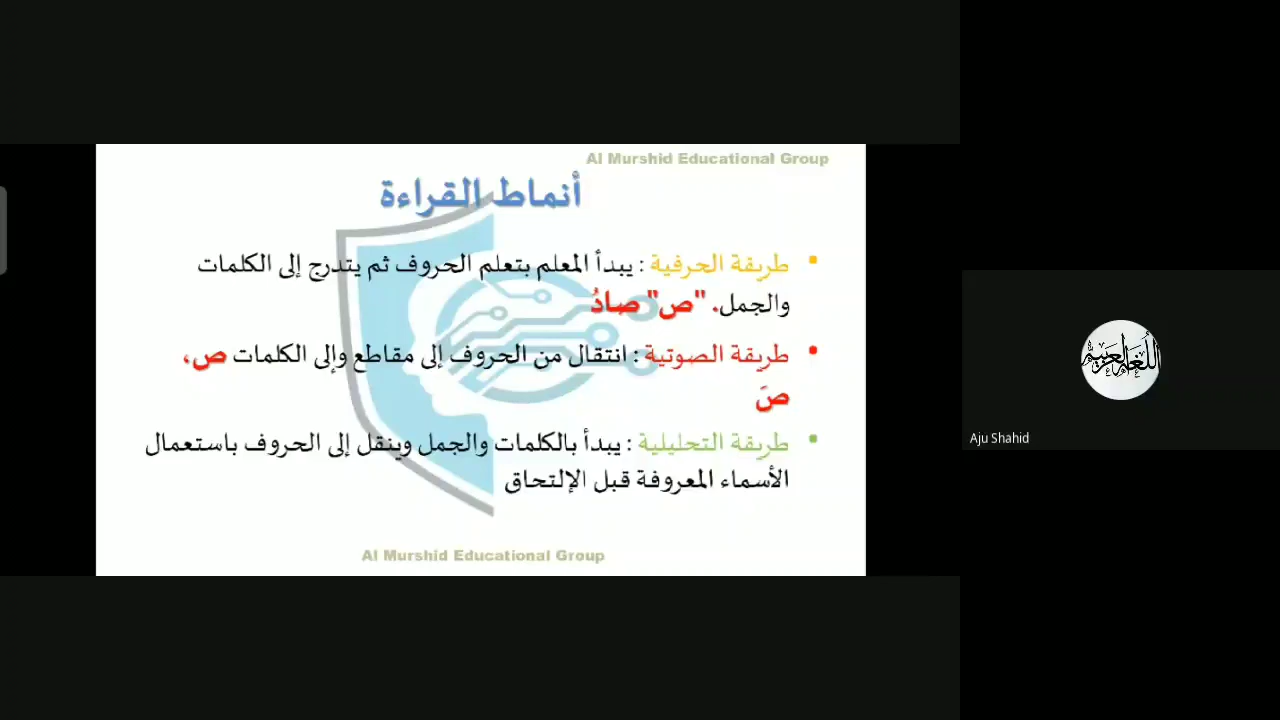 Al Murshid Educational Group
أنماط القراءة
• طريقة الحرفية : يبدأ المعلم بتعلم الحروف ثم يتدرج إلى الكلمات
والجمل. "ص" صادُ
• طريقة الصوتية : انتقال من الحروف إلى مقاطع وإلى الكلمات ص،
صَ
• طريقة التحليلية : يبدأ بالكلمات والجمل وينقل إلى الحروف باستعمال
الأسماء المعروفة قبل الإلتحاق
Al Murshid Educational Group
اللغة العربية
Aju Shahid